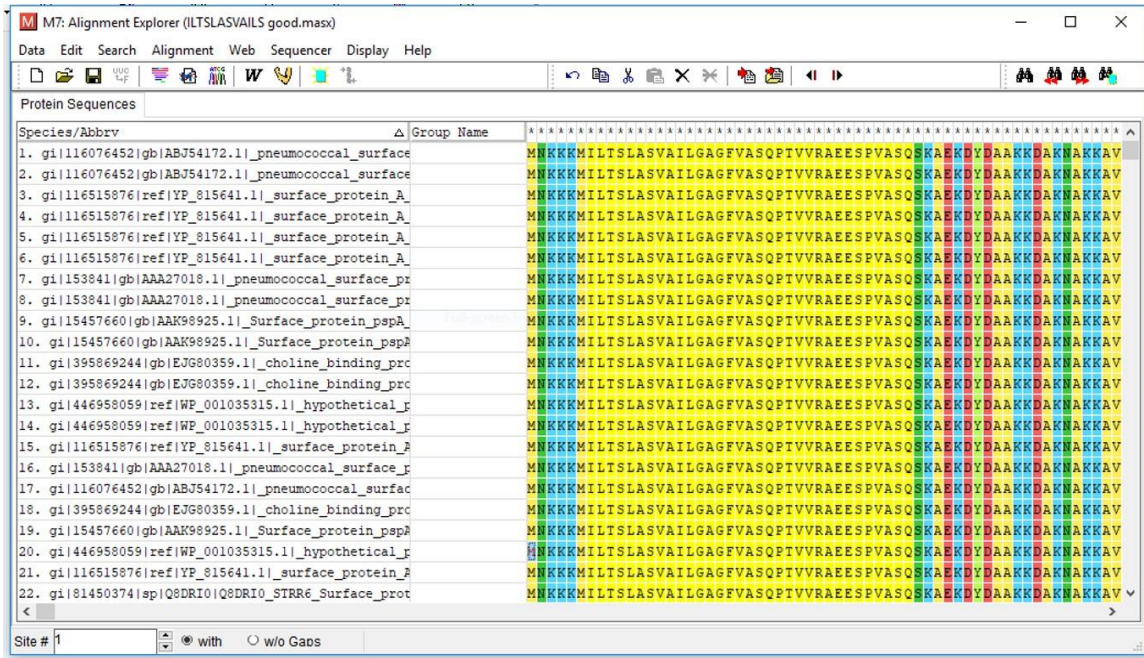 M7: Alignment Explorer (ILTSLASVAILS good.masx)
Data Edit Search Alignment Web Sequencer Display Help
Protein Sequences
Species/Abbrv Group Name ************************************************************
1. gi|116076452|gb|ABJ54172.1|_pneumococcal_surface MNKKKMILTSLASVAILGAGFVASQPTVVRAEESPVASQSKAEKDYDAAKKDAKNAKKAV
2. gi|116076452|gb|ABJ54172.1|_pneumococcal_surface MNKKKMILTSLASVAILGAGFVASQPTVVRAEESPVASQSKAEKDYDAAKKDAKNAKKAV
3. gi|116515876|ref|YP_815641.1|_surface_protein_A_ MNKKKMILTSLASVAILGAGFVASQPTVVRAEESPVASQSKAEKDYDAAKKDAKNAKKAV
4. gi|116515876|ref|YP_815641.1|_surface_protein_A_ MNKKKMILTSLASVAILGAGFVASQPTVVRAEESPVASQSKAEKDYDAAKKDAKNAKKAV
5. gi|116515876|ref|YP_815641.1|_surface_protein_A_ MNKKKMILTSLASVAILGAGFVASQPTVVRAEESPVASQSKAEKDYDAAKKDAKNAKKAV
6. gi|116515876|ref|YP_815641.1|_surface_protein_A_ MNKKKMILTSLASVAILGAGFVASQPTVVRAEESPVASQSKAEKDYDAAKKDAKNAKKAV
7. gi|153841|gb|AAA27018.1|_pneumococcal_surface_pr MNKKKMILTSLASVAILGAGFVASQPTVVRAEESPVASQSKAEKDYDAAKKDAKNAKKAV
8. gi|153841|gb|AAA27018.1|_pneumococcal_surface_pr MNKKKMILTSLASVAILGAGFVASQPTVVRAEESPVASQSKAEKDYDAAKKDAKNAKKAV
9. gi|15457660|gb|AAK98925.1|_Surface_protein_pspA_ MNKKKMILTSLASVAILGAGFVASQPTVVRAEESPVASQSKAEKDYDAAKKDAKNAKKAV
10. gi|15457660|gb|AAK98925.1|_Surface_protein_pspA MNKKKMILTSLASVAILGAGFVASQPTVVRAEESPVASQSKAEKDYDAAKKDAKNAKKAV
11. gi|395869244|gb|EJG80359.1|_choline_binding_pro MNKKKMILTSLASVAILGAGFVASQPTVVRAEESPVASQSKAEKDYDAAKKDAKNAKKAV
12. gi|395869244|gb|EJG80359.1|_choline_binding_pro MNKKKMILTSLASVAILGAGFVASQPTVVRAEESPVASQSKAEKDYDAAKKDAKNAKKAV
13. gi|446958059|ref|WP_001035315.1|_hypothetical_p MNKKKMILTSLASVAILGAGFVASQPTVVRAEESPVASQSKAEKDYDAAKKDAKNAKKAV
14. gi|446958059|ref|WP_001035315.1|_hypothetical_p MNKKKMILTSLASVAILGAGFVASQPTVVRAEESPVASQSKAEKDYDAAKKDAKNAKKAV
15. gi|116515876|ref|YP_815641.1|_surface_protein_A MNKKKMILTSLASVAILGAGFVASQPTVVRAEESPVASQSKAEKDYDAAKKDAKNAKKAV
16. gi|153841|gb|AAA27018.1|_pneumococcal_surface_p MNKKKMILTSLASVAILGAGFVASQPTVVRAEESPVASQSKAEKDYDAAKKDAKNAKKAV
17. gi|116076452|gb|ABJ54172.1|_pneumococcal_surfac MNKKKMILTSLASVAILGAGFVASQPTVVRAEESPVASQSKAEKDYDAAKKDAKNAKKAV
18. gi|395869244|gb|EJG80359.1|_choline_binding_pro MNKKKMILTSLASVAILGAGFVASQPTVVRAEESPVASQSKAEKDYDAAKKDAKNAKKAV
19. gi|15457660|gb|AAK98925.1|_Surface_protein_pspA MNKKKMILTSLASVAILGAGFVASQPTVVRAEESPVASQSKAEKDYDAAKKDAKNAKKAV
20. gi|446958059|ref|WP_001035315.1|_hypothetical_p MNKKKMILTSLASVAILGAGFVASQPTVVRAEESPVASQSKAEKDYDAAKKDAKNAKKAV
21. gi|116515876|ref|YP_815641.1|_surface_protein_A MNKKKMILTSLASVAILGAGFVASQPTVVRAEESPVASQSKAEKDYDAAKKDAKNAKKAV
22. gi|81450374|sp|Q8DRI0|Q8DRI0_STRR6_Surface_prot MNKKKMILTSLASVAILGAGFVASQPTVVRAEESPVASQSKAEKDYDAAKKDAKNAKKAV
Site # 1 with w/o Gaps